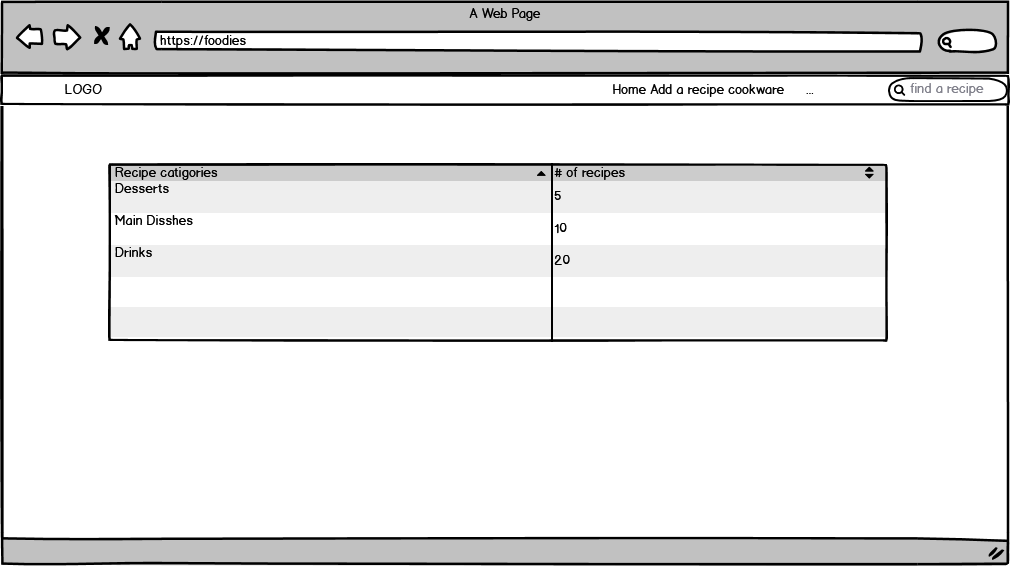 A Web Page
https://foodies
LOGO
Home Add a recipe cookware ...
find a recipe
Recipe catigories # of recipes
Desserts 5
Main Disshes 10
Drinks 20